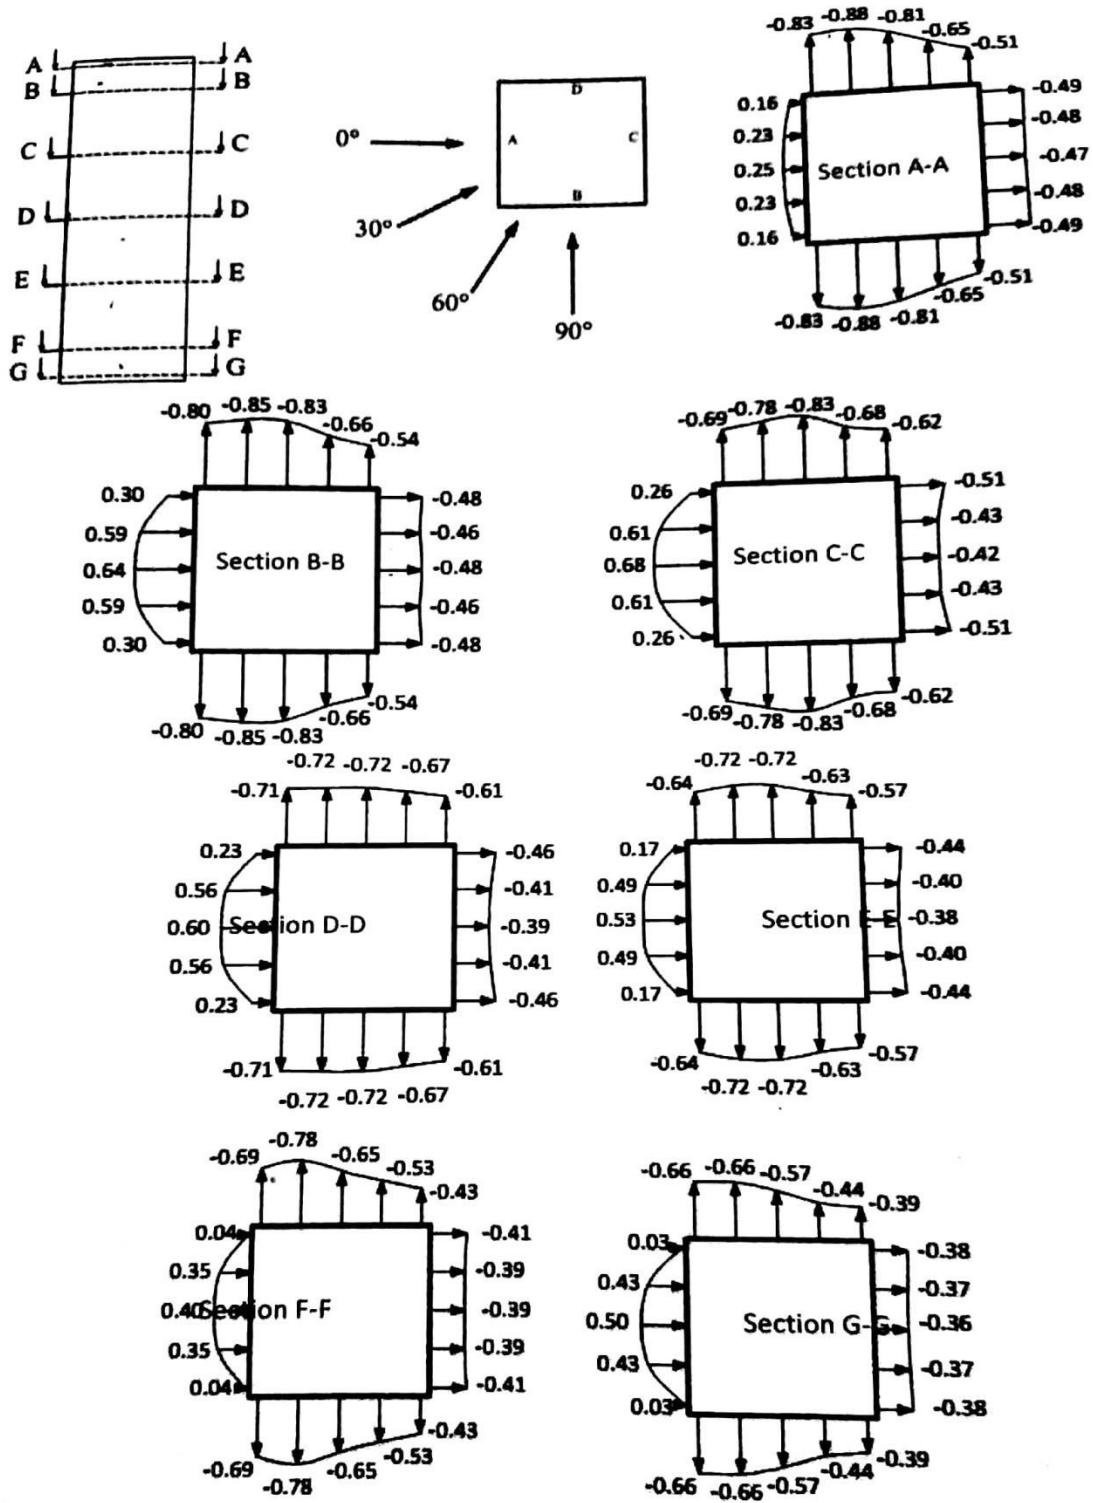 A A
B B
C C
D D
E E
F F
G G
0°
30°
60°
90°
D
A C
B
-0.83 -0.88 -0.81 -0.65 -0.51
0.16
0.23
0.25
0.23
0.16
Section A-A
-0.49
-0.48
-0.47
-0.48
-0.49
-0.83 -0.88 -0.81 -0.65 -0.51
-0.80 -0.85 -0.83 -0.66 -0.54
0.30
0.59
0.64
0.59
0.30
Section B-B
-0.48
-0.46
-0.48
-0.46
-0.48
-0.80 -0.85 -0.83 -0.66 -0.54
-0.69 -0.78 -0.83 -0.68 -0.62
0.26
0.61
0.68
0.61
0.26
Section C-C
-0.51
-0.43
-0.42
-0.43
-0.51
-0.69 -0.78 -0.83 -0.68 -0.62
-0.71 -0.72 -0.72 -0.67 -0.61
0.23
0.56
0.60
0.56
0.23
Section D-D
-0.46
-0.41
-0.39
-0.41
-0.46
-0.71 -0.72 -0.72 -0.67 -0.61
-0.64 -0.72 -0.72 -0.63 -0.57
0.17
0.49
0.53
0.49
0.17
Section E-E
-0.44
-0.40
-0.38
-0.40
-0.44
-0.64 -0.72 -0.72 -0.63 -0.57
-0.69 -0.78 -0.65 -0.53 -0.43
0.04
0.35
0.40
0.35
0.04
Section F-F
-0.41
-0.39
-0.39
-0.39
-0.41
-0.69 -0.78 -0.65 -0.53 -0.43
-0.66 -0.66 -0.57 -0.44 -0.39
0.03
0.43
0.50
0.43
0.03
Section G-G
-0.38
-0.37
-0.36
-0.37
-0.38
-0.66 -0.66 -0.57 -0.44 -0.39